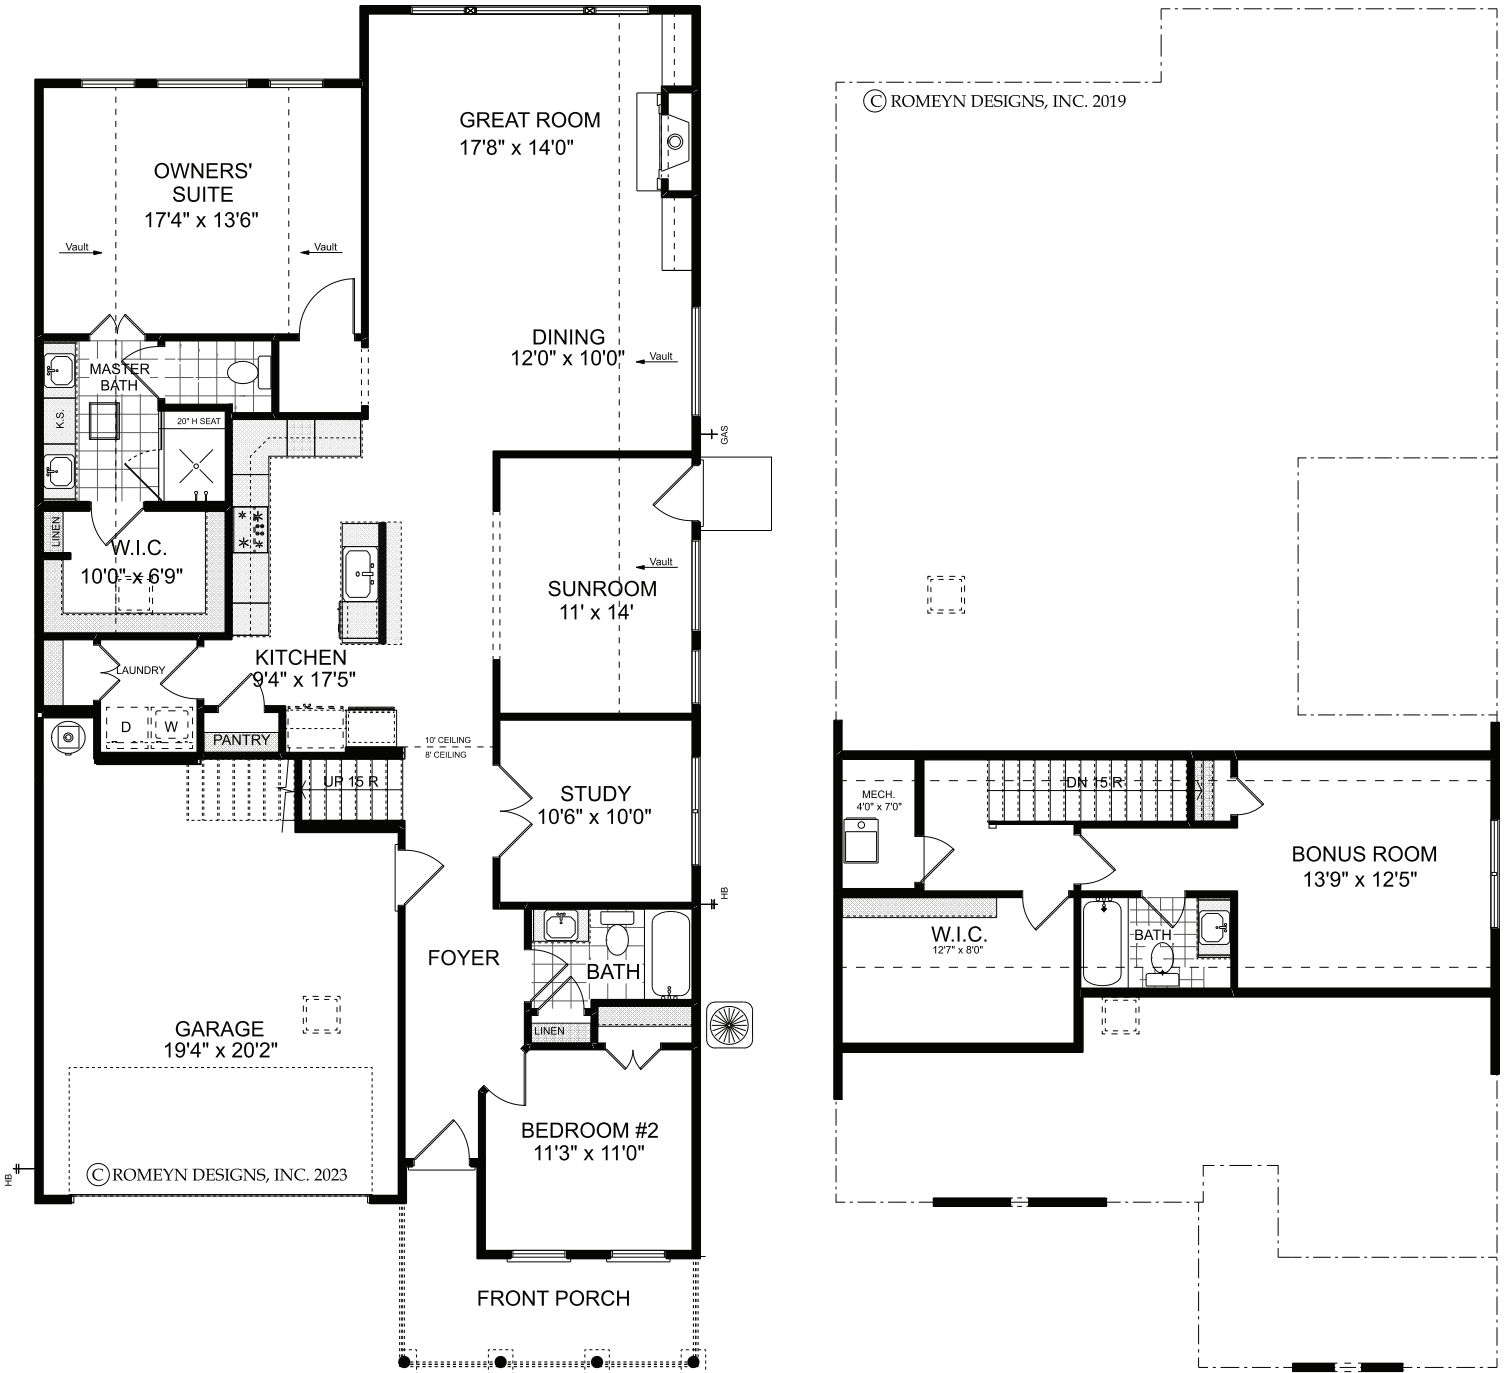 GREAT ROOM
17'8" x 14'0"
OWNERS'
SUITE
17'4" x 13'6"
Vault
Vault
DINING
12'0" x 10'0"
Vault
MASTER
BATH
K.S.
20" H SEAT
GAS
LINEN
W.I.C.
10'0" x 6'9"
SUNROOM
11' x 14'
Vault
LAUNDRY
KITCHEN
9'4" x 17'5"
D
W
PANTRY
10' CEILING
8' CEILING
UP 15 R
STUDY
10'6" x 10'0"
HB
FOYER
BATH
LINEN
GARAGE
19'4" x 20'2"
BEDROOM #2
11'3" x 11'0"
HB
© ROMEYN DESIGNS, INC. 2023
FRONT PORCH
© ROMEYN DESIGNS, INC. 2019
MECH.
4'0" x 7'0"
DN 15 R
BONUS ROOM
13'9" x 12'5"
W.I.C.
12'7" x 8'0"
BATH